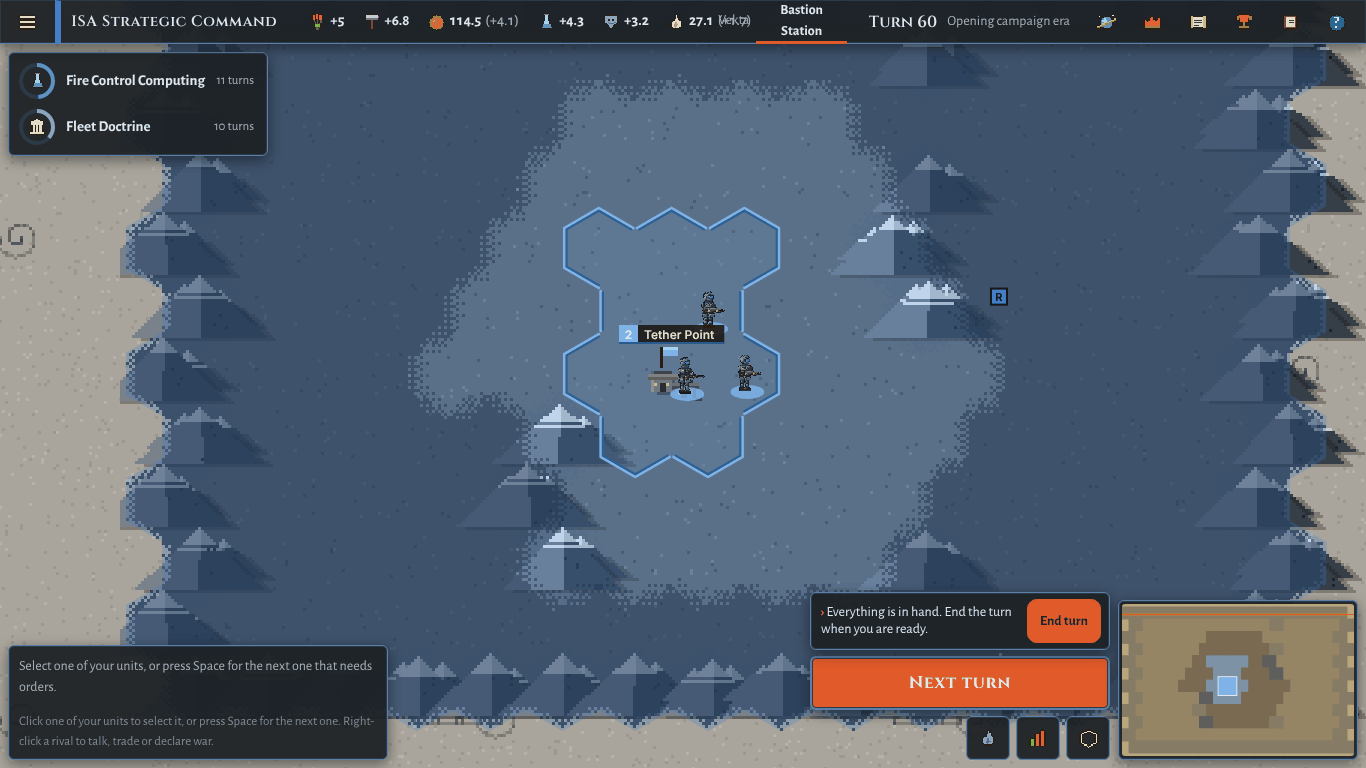 ISA Strategic Command
+5
+6.8
114.5 (+4.1)
+4.3
+3.2
27.1
Bastion
Station
Turn 60
Opening campaign era
?
Fire Control Computing
11 turns
Fleet Doctrine
10 turns
R
2 Tether Point
› Everything is in hand. End the turn
when you are ready.
End turn
Next turn
Select one of your units, or press Space for the next one that needs
orders.
Click one of your units to select it, or press Space for the next one. Right-
click a rival to talk, trade or declare war.